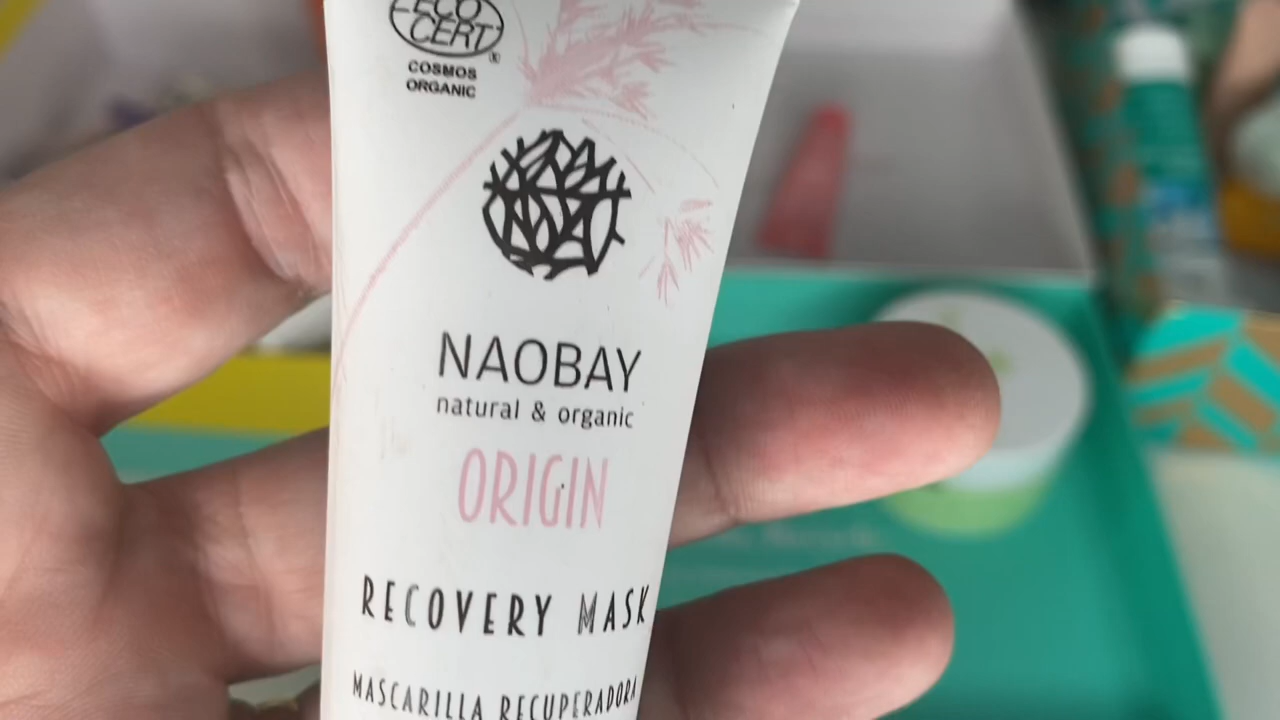 ECO
CERT
®
COSMOS
ORGANIC
NAOBAY
natural & organic
ORIGIN
RECOVERY MASK
MASCARILLA RECUPERADORA